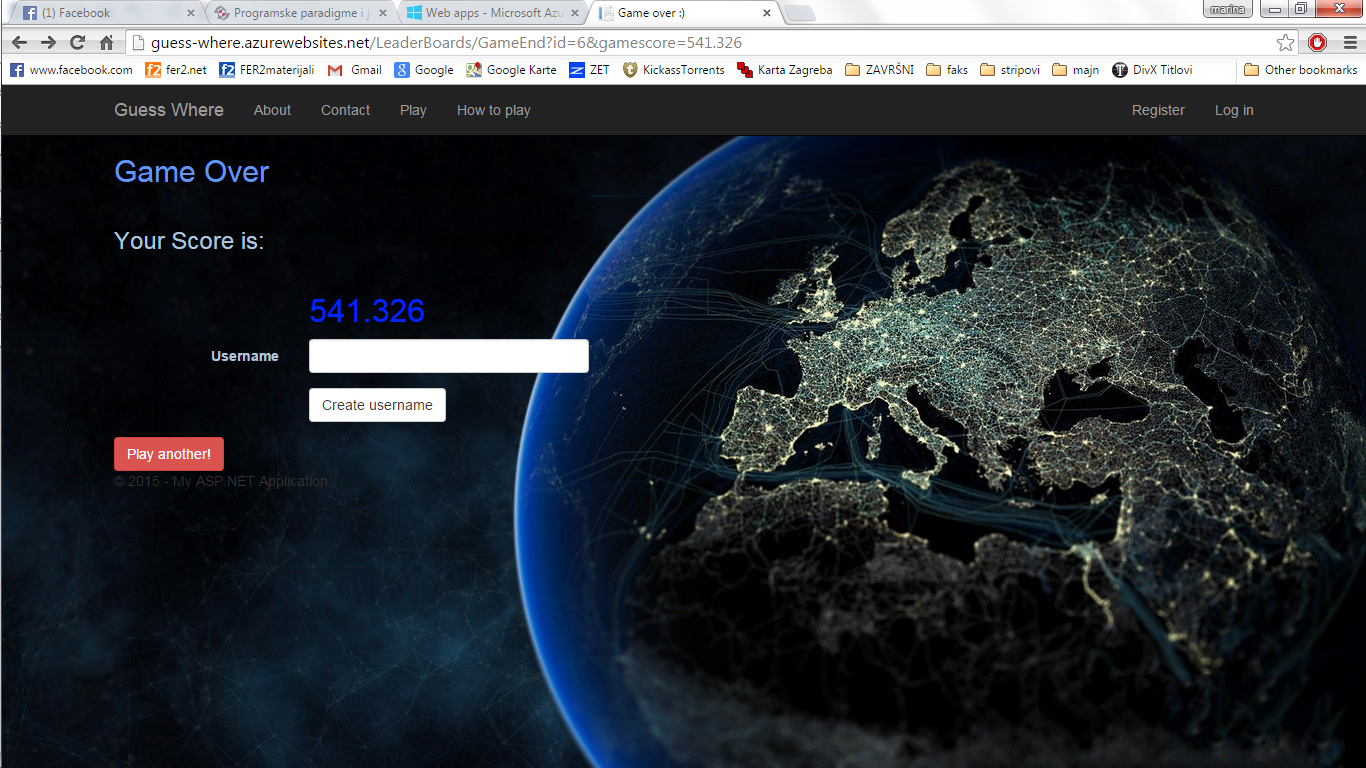 (1) Facebook
Programske paradigme i j
Web apps - Microsoft Azu
Game over :)
marina
guess-where.azurewebsites.net/LeaderBoards/GameEnd?id=6&gamescore=541.326
www.facebook.com
fer2.net
FER2materijali
Gmail
Google
Google Karte
ZET
KickassTorrents
Karta Zagreba
ZAVRŠNI
faks
stripovi
majn
DivX Titlovi
Other bookmarks
Guess Where
About
Contact
Play
How to play
Register
Log in
Game Over
Your Score is:
541.326
Username
Create username
Play another!
© 2015 - My ASP.NET Application